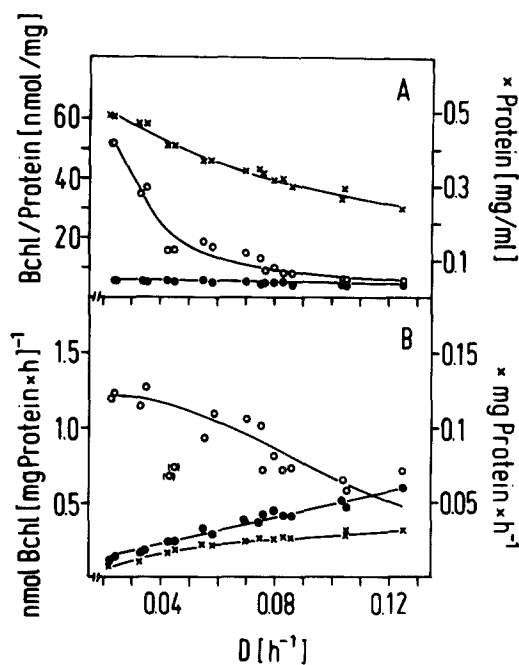 A
Bchl/Protein [nmol/mg]
60
40
20
× Protein [mg/ml]
0.5
0.3
0.1
B
nmol Bchl [mg Protein×h]⁻¹
1.5
1.0
0.5
× mg Protein×h⁻¹
0.15
0.1
0.05
0.04
0.08
0.12
D [h⁻¹]